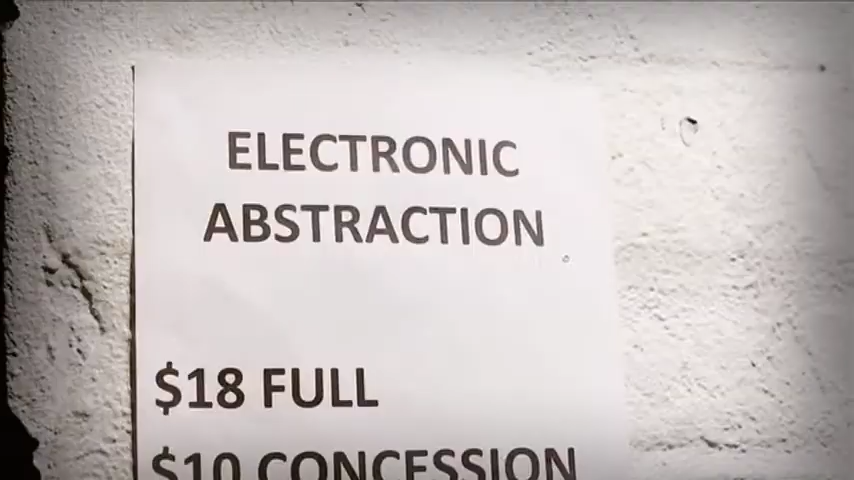 ELECTRONIC
ABSTRACTION
$18 FULL
$10 CONCESSION